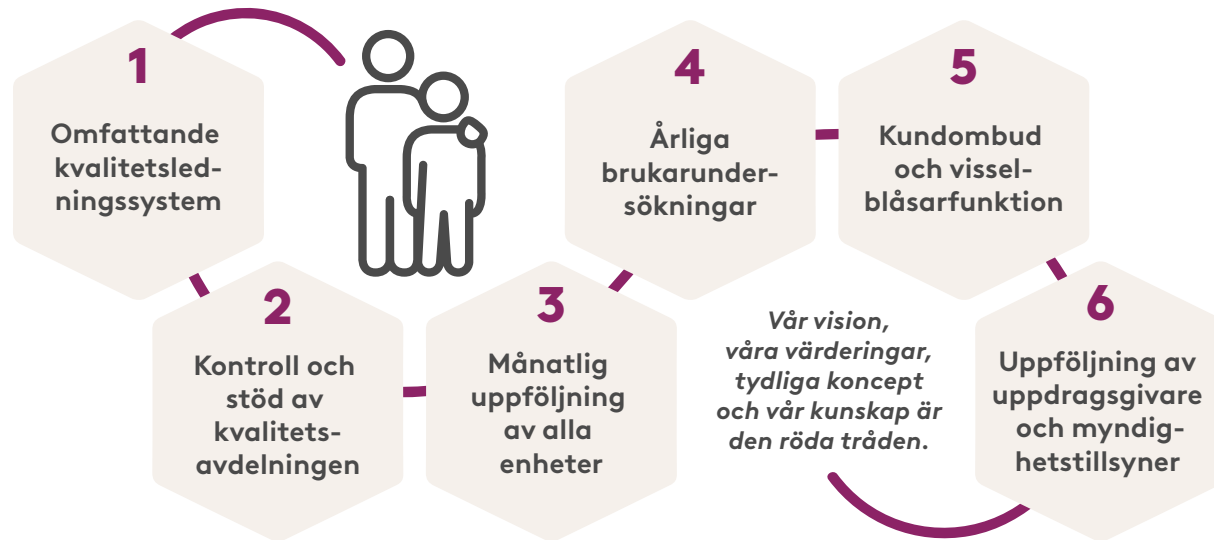 1
Omfattande
kvalitetsled-
ningssystem
2
Kontroll och
stöd av
kvalitets-
avdelningen
3
Månatlig
uppföljning
av alla
enheter
4
Årliga
brukarunder-
sökningar
5
Kundombud
och vissel-
blåsarfunktion
6
Uppföljning av
uppdragsgivare
och myndig-
hetstillsyner
Vår vision,
våra värderingar,
tydliga koncept
och vår kunskap är
den röda tråden.